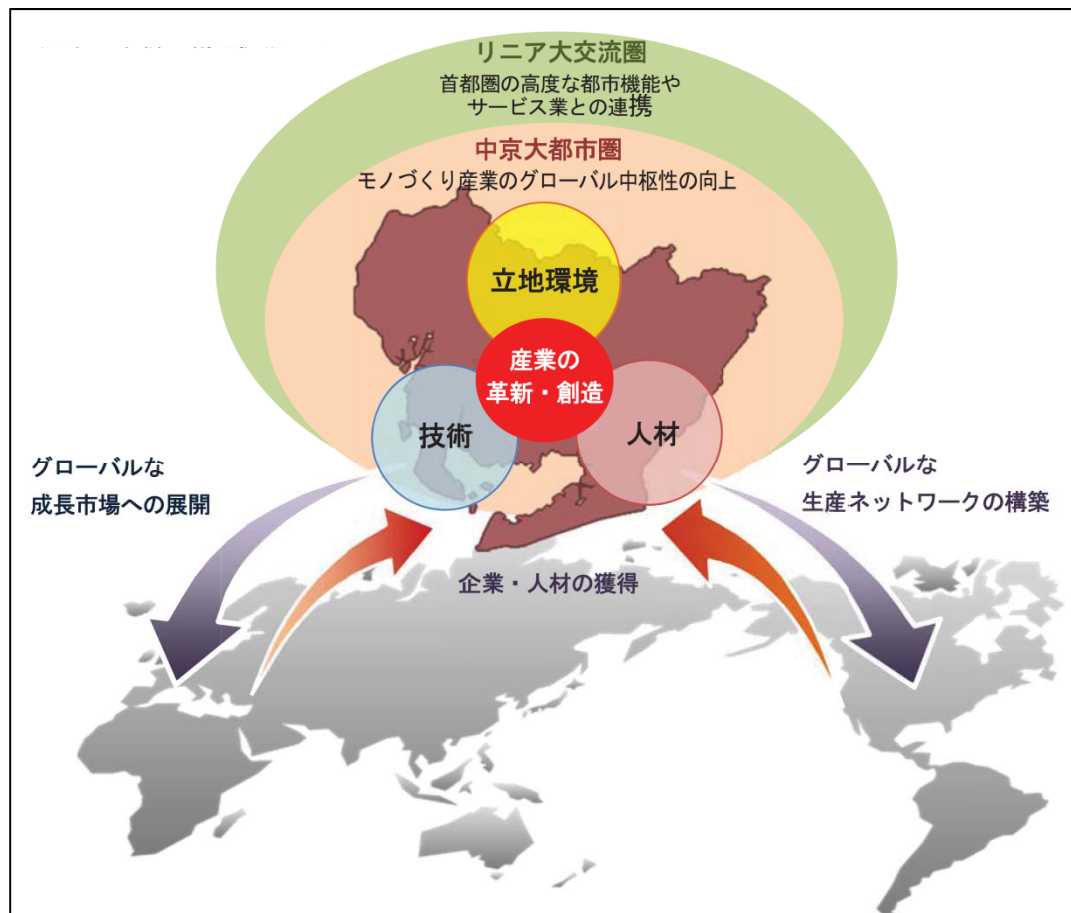 リニア大交流圏
首都圏の高度な都市機能や
サービス業との連携
中京大都市圏
モノづくり産業のグローバル中枢性の向上
立地環境
産業の
革新・創造
技術
人材
グローバルな
成長市場への展開
グローバルな
生産ネットワークの構築
企業・人材の獲得